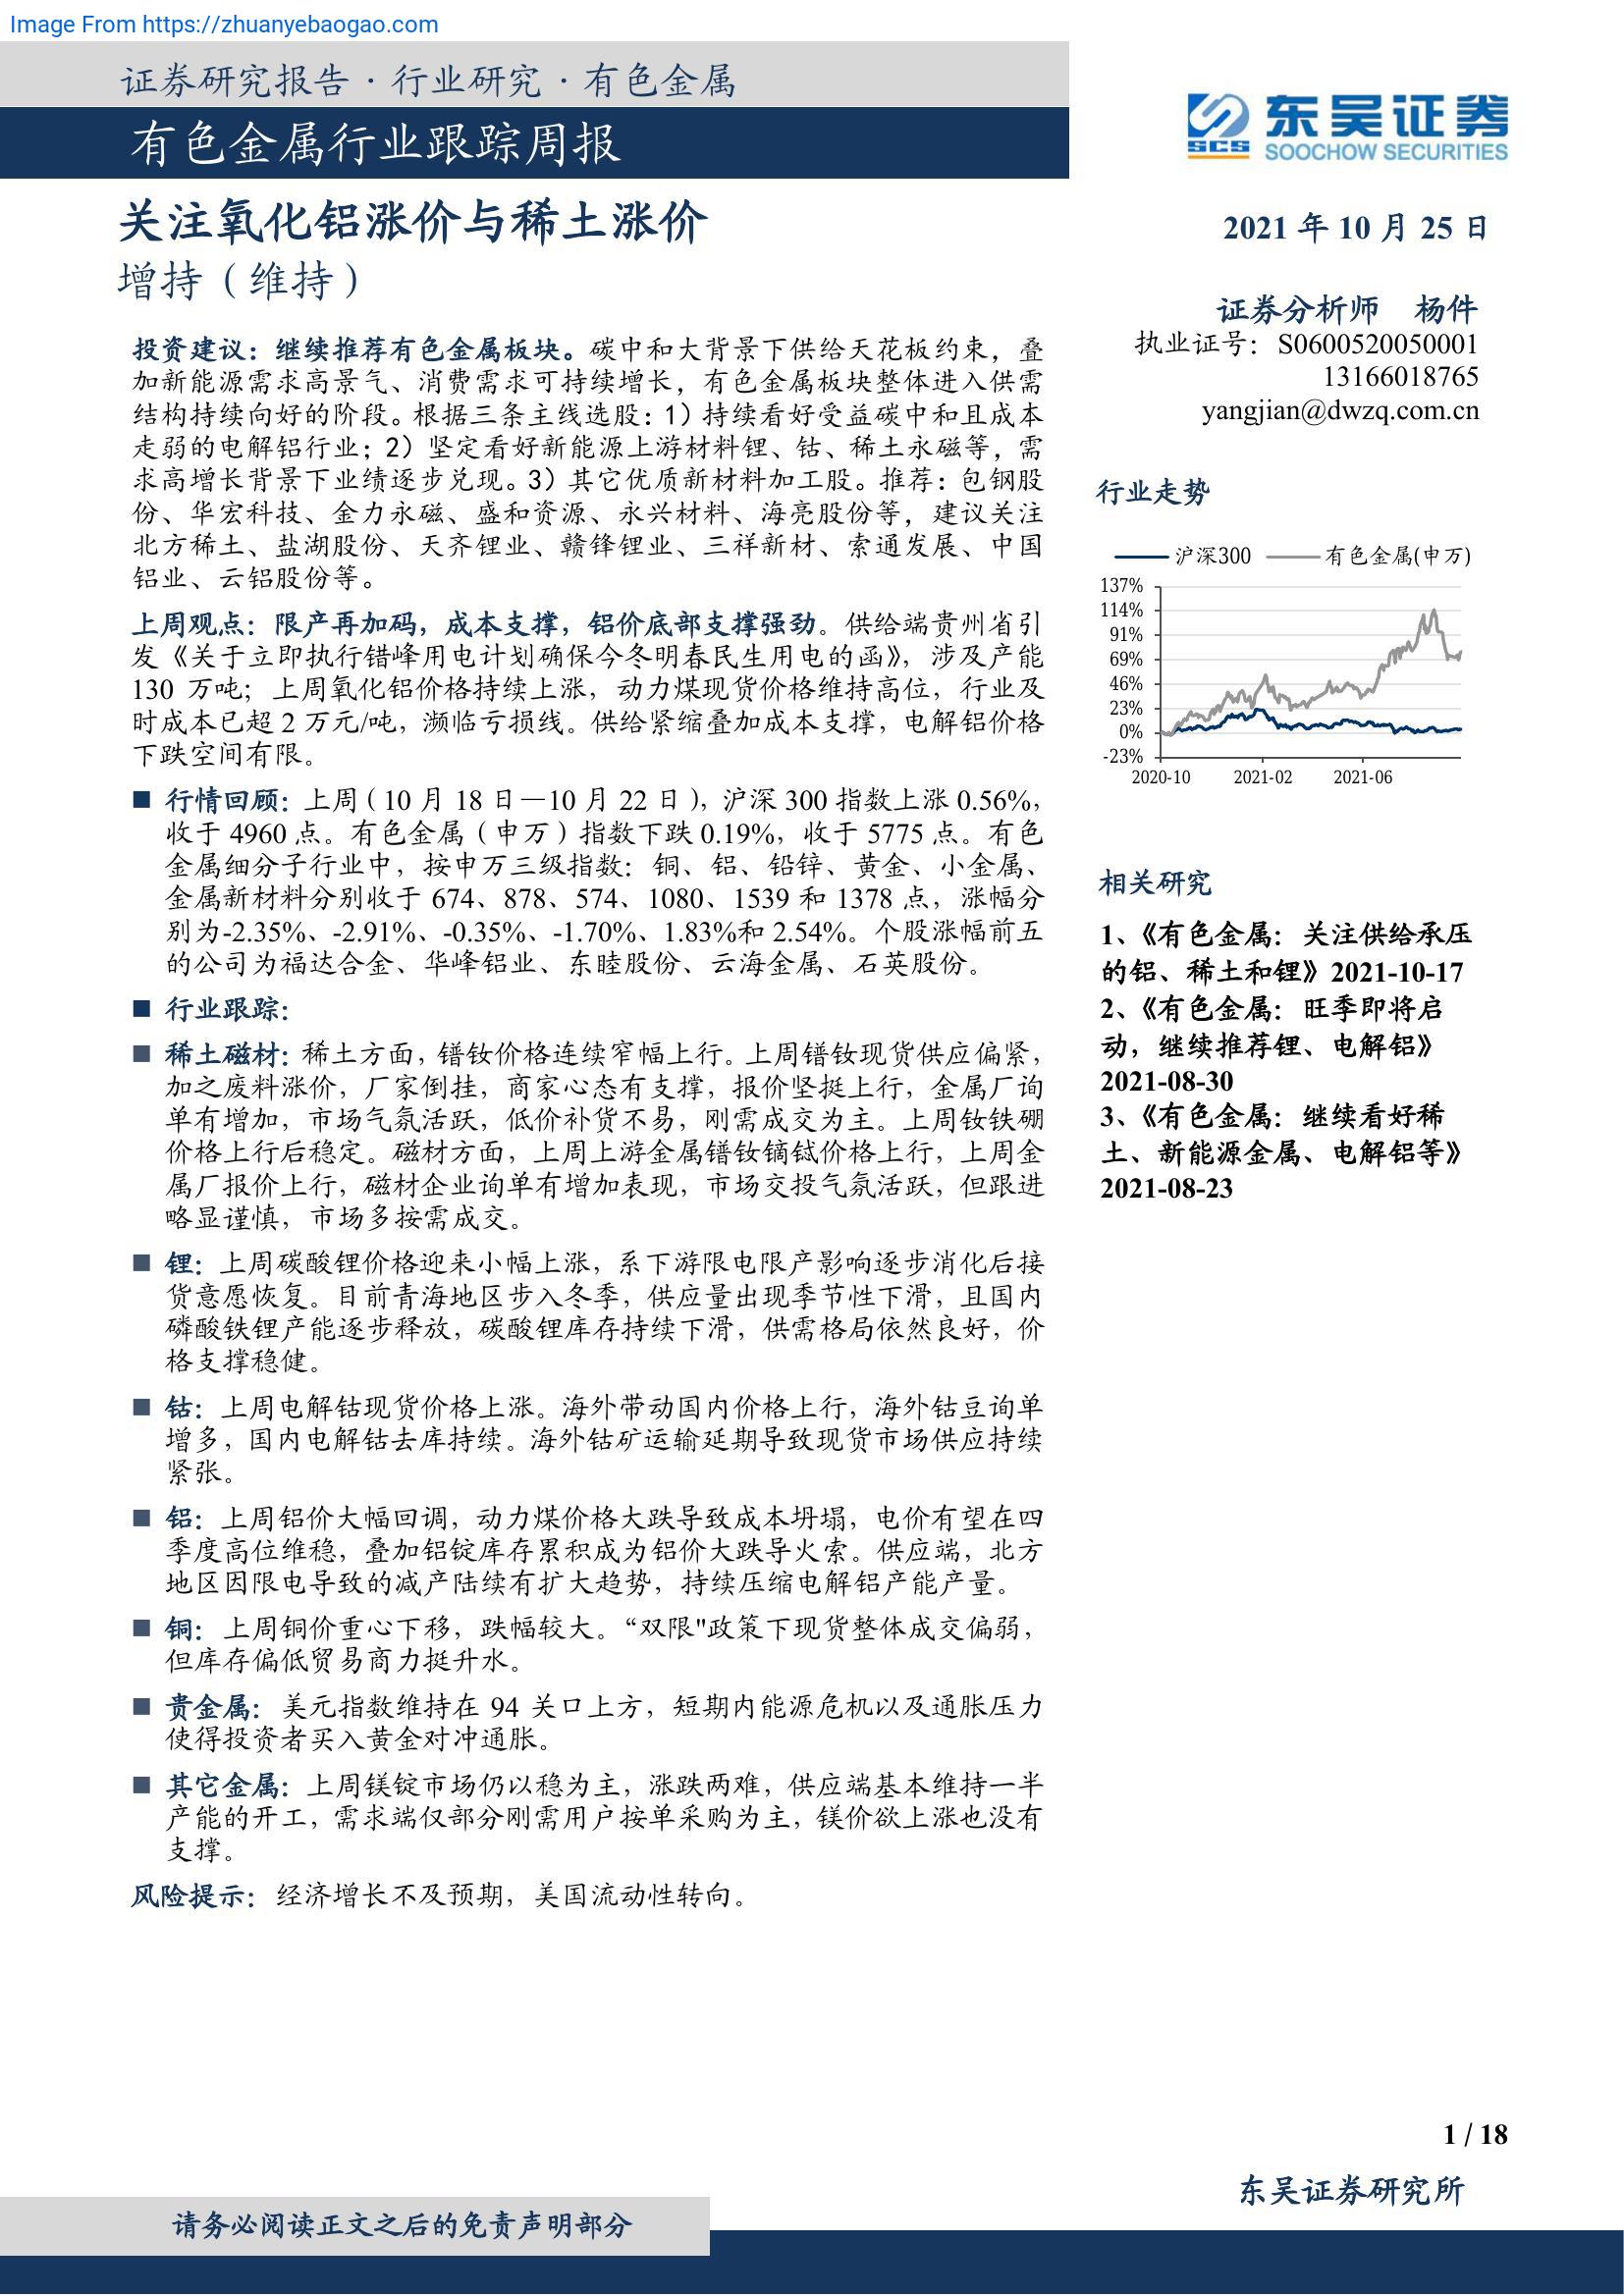 Image From https://zhuanyebaogao.com
证券研究报告·行业研究·有色金属
有色金属行业跟踪周报
东吴证券
SCS
SOOCHOW SECURITIES
关注氧化铝涨价与稀土涨价
增持（维持）
2021 年 10 月 25 日
证券分析师 杨件
执业证号：S0600520050001
13166018765
yangjian@dwzq.com.cn
投资建议：继续推荐有色金属板块。碳中和大背景下供给天花板约束，叠
加新能源需求高景气、消费需求可持续增长，有色金属板块整体进入供需
结构持续向好的阶段。根据三条主线选股：1）持续看好受益碳中和且成本
走弱的电解铝行业；2）坚定看好新能源上游材料锂、钴、稀土永磁等，需
求高增长背景下业绩逐步兑现。3）其它优质新材料加工股。推荐：包钢股
份、华宏科技、金力永磁、盛和资源、永兴材料、海亮股份等，建议关注
北方稀土、盐湖股份、天齐锂业、赣锋锂业、三祥新材、索通发展、中国
铝业、云铝股份等。
上周观点：限产再加码，成本支撑，铝价底部支撑强劲。供给端贵州省引
发《关于立即执行错峰用电计划确保今冬明春民生用电的函》，涉及产能
130 万吨；上周氧化铝价格持续上涨，动力煤现货价格维持高位，行业及
时成本已超 2 万元/吨，濒临亏损线。供给紧缩叠加成本支撑，电解铝价格
下跌空间有限。
■ 行情回顾：上周（10 月 18 日—10 月 22 日），沪深 300 指数上涨 0.56%，
收于 4960 点。有色金属（申万）指数下跌 0.19%，收于 5775 点。有色
金属细分子行业中，按申万三级指数：铜、铝、铅锌、黄金、小金属、
金属新材料分别收于 674、878、574、1080、1539 和 1378 点，涨幅分
别为-2.35%、-2.91%、-0.35%、-1.70%、1.83%和 2.54%。个股涨幅前五
的公司为福达合金、华峰铝业、东睦股份、云海金属、石英股份。
■ 行业跟踪：
■ 稀土磁材：稀土方面，镨钕价格连续窄幅上行。上周镨钕现货供应偏紧，
加之废料涨价，厂家倒挂，商家心态有支撑，报价坚挺上行，金属厂询
单有增加，市场气氛活跃，低价补货不易，刚需成交为主。上周钕铁硼
价格上行后稳定。磁材方面，上周上游金属镨钕镝铽价格上行，上周金
属厂报价上行，磁材企业询单有增加表现，市场交投气氛活跃，但跟进
略显谨慎，市场多按需成交。
■ 锂：上周碳酸锂价格迎来小幅上涨，系下游限电限产影响逐步消化后接
货意愿恢复。目前青海地区步入冬季，供应量出现季节性下滑，且国内
磷酸铁锂产能逐步释放，碳酸锂库存持续下滑，供需格局依然良好，价
格支撑稳健。
■ 钴：上周电解钴现货价格上涨。海外带动国内价格上行，海外钴豆询单
增多，国内电解钴去库持续。海外钴矿运输延期导致现货市场供应持续
紧张。
■ 铝：上周铝价大幅回调，动力煤价格大跌导致成本坍塌，电价有望在四
季度高位维稳，叠加铝锭库存累积成为铝价大跌导火索。供应端，北方
地区因限电导致的减产陆续有扩大趋势，持续压缩电解铝产能产量。
■ 铜：上周铜价重心下移，跌幅较大。“双限"政策下现货整体成交偏弱，
但库存偏低贸易商力挺升水。
■ 贵金属：美元指数维持在 94 关口上方，短期内能源危机以及通胀压力
使得投资者买入黄金对冲通胀。
■ 其它金属：上周镁锭市场仍以稳为主，涨跌两难，供应端基本维持一半
产能的开工，需求端仅部分刚需用户按单采购为主，镁价欲上涨也没有
支撑。
风险提示：经济增长不及预期，美国流动性转向。
行业走势
沪深300 有色金属(申万)
137%
114%
91%
69%
46%
23%
0%
-23%
2020-10 2021-02 2021-06
相关研究
1、《有色金属：关注供给承压
的铝、稀土和锂》2021-10-17
2、《有色金属：旺季即将启
动，继续推荐锂、电解铝》
2021-08-30
3、《有色金属：继续看好稀
土、新能源金属、电解铝等》
2021-08-23
1 / 18
东吴证券研究所
请务必阅读正文之后的免责声明部分